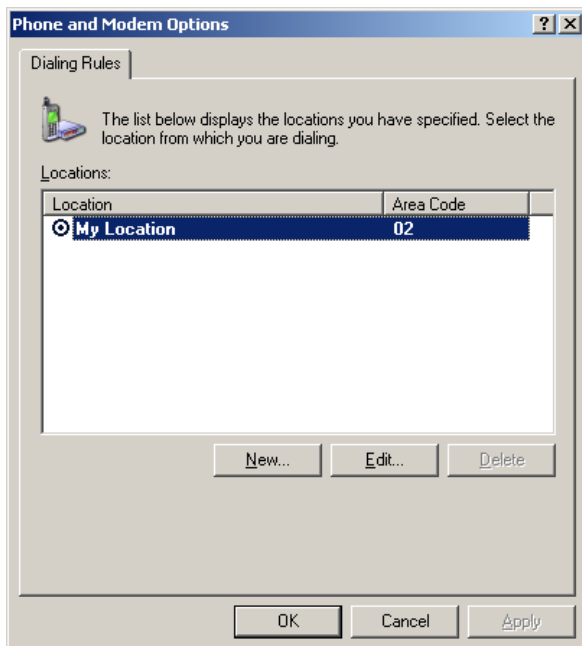 Phone and Modem Options
Dialing Rules
The list below displays the locations you have specified. Select the
location from which you are dialing.
Locations:
Location Area Code
My Location 02
New... Edit... Delete
OK Cancel Apply